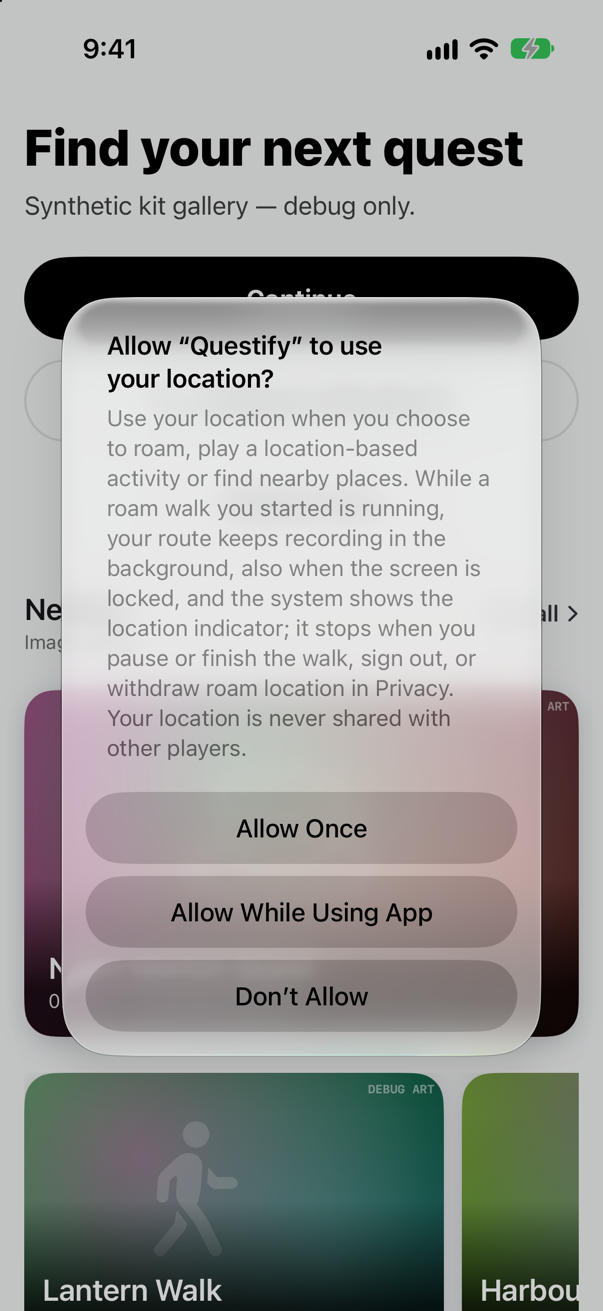 9:41
Find your next quest
Synthetic kit gallery — debug only.
Continue
Allow “Questify” to use
your location?
Use your location when you choose
to roam, play a location-based
activity or find nearby places. While a
roam walk you started is running,
your route keeps recording in the
background, also when the screen is
locked, and the system shows the
location indicator; it stops when you
pause or finish the walk, sign out, or
withdraw roam location in Privacy.
Your location is never shared with
other players.
ART
Allow Once
Allow While Using App
Don’t Allow
DEBUG ART
Lantern Walk